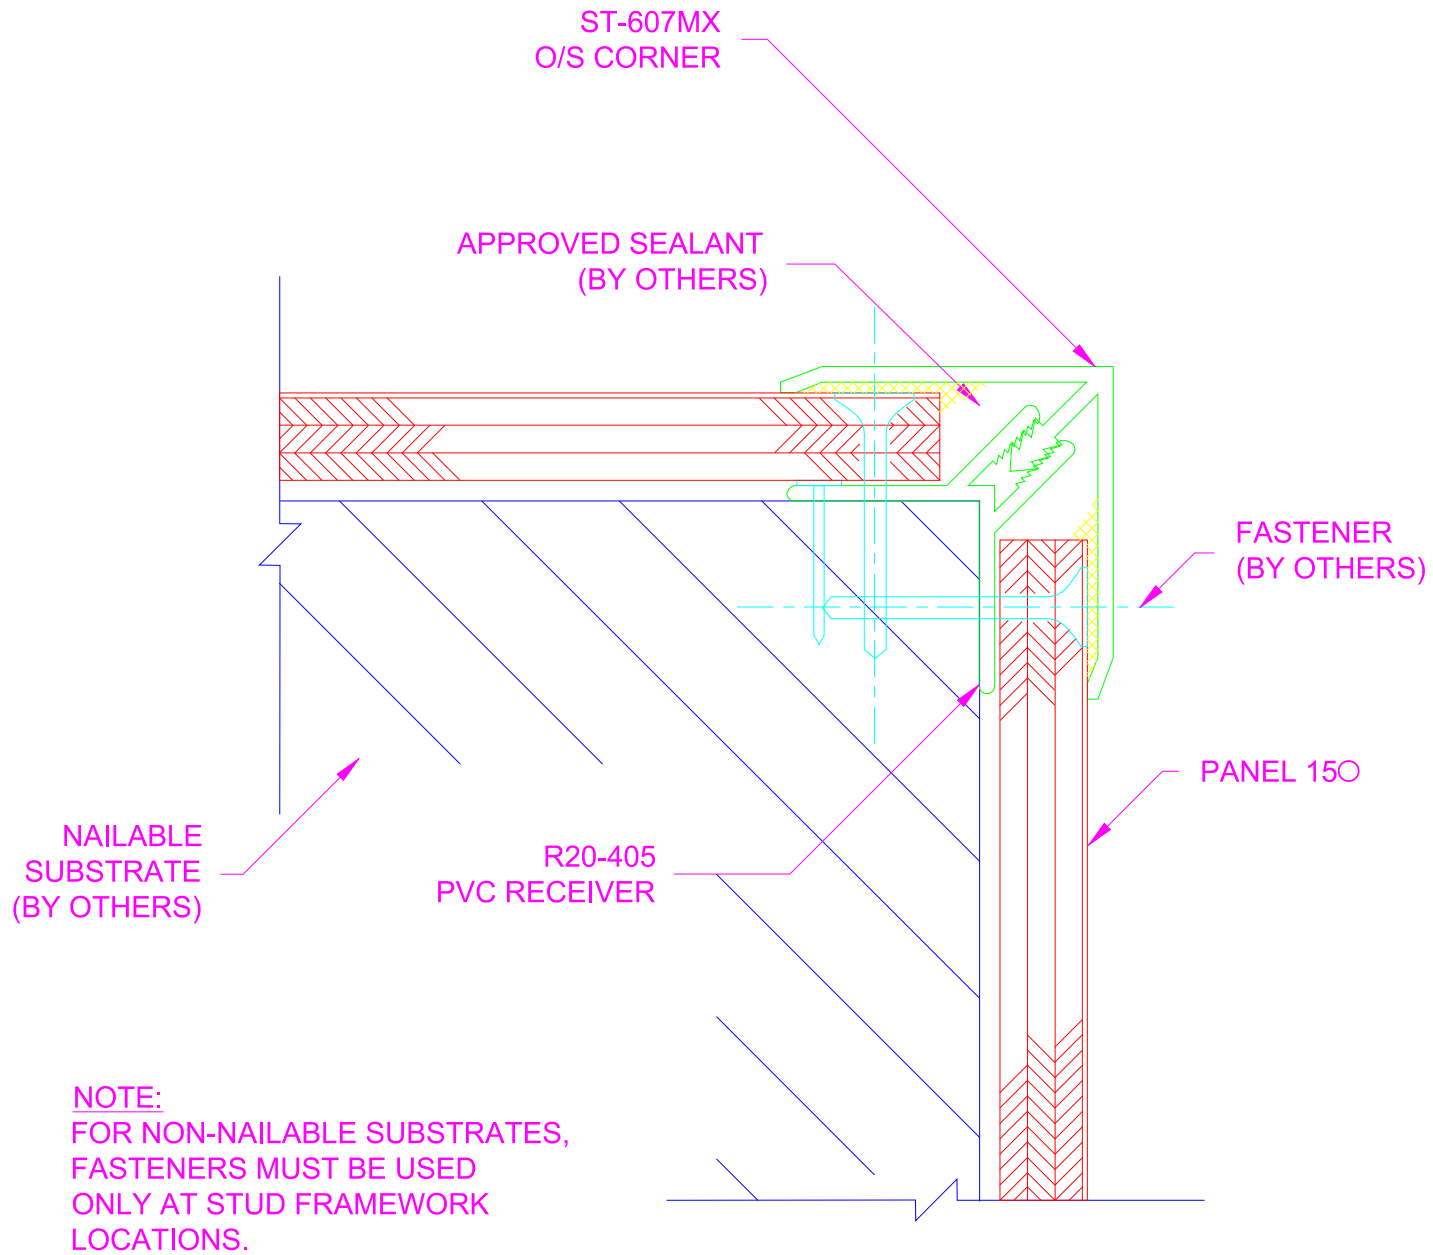 ST-607MX
O/S CORNER
APPROVED SEALANT
(BY OTHERS)
FASTENER
(BY OTHERS)
PANEL 15○
NAILABLE
SUBSTRATE
(BY OTHERS)
R20-405
PVC RECEIVER
NOTE:
FOR NON-NAILABLE SUBSTRATES,
FASTENERS MUST BE USED
ONLY AT STUD FRAMEWORK
LOCATIONS.